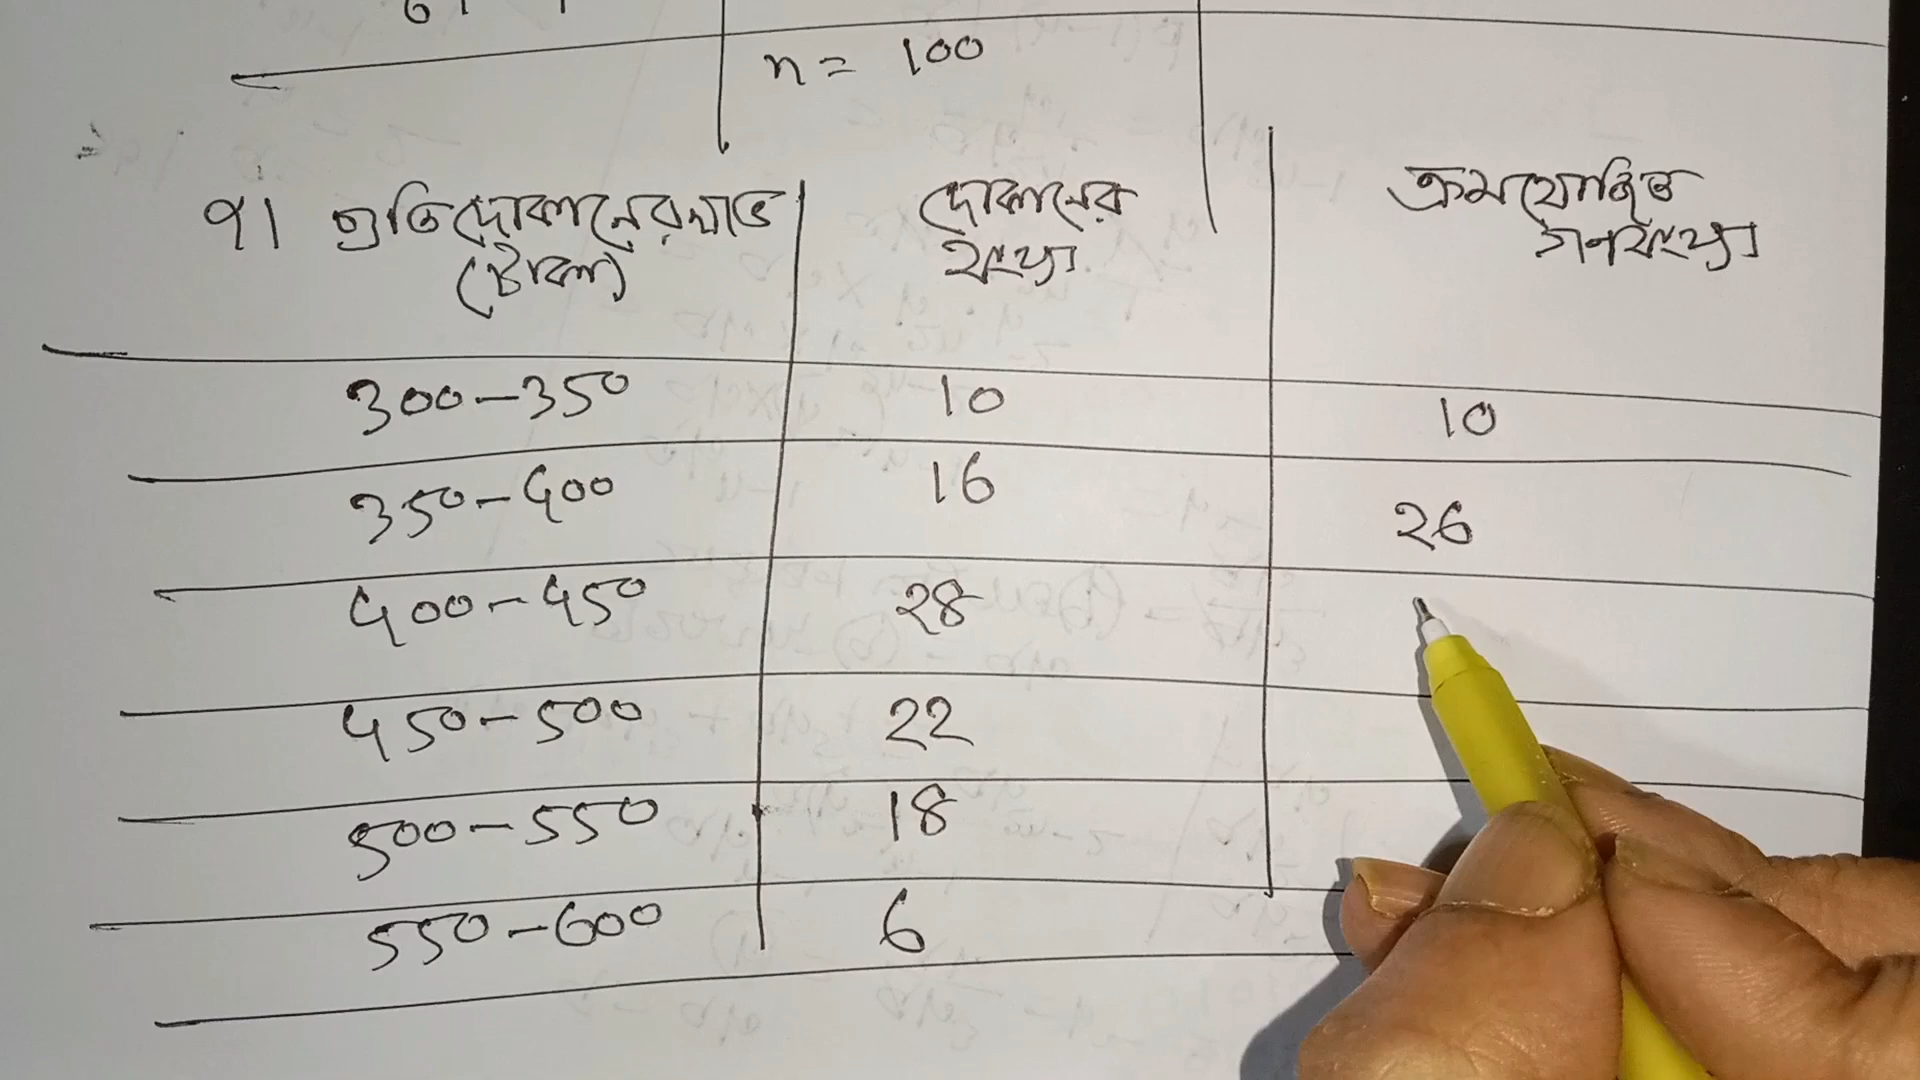 n = 100
৭। প্রতি দোকানের লাভ (টাকা) দোকানের সংখ্যা ক্রমযৌজিত গণসংখ্যা
300-350 10 10
350-400 16 26
400-450 28
450-500 22
500-550 18
550-600 6